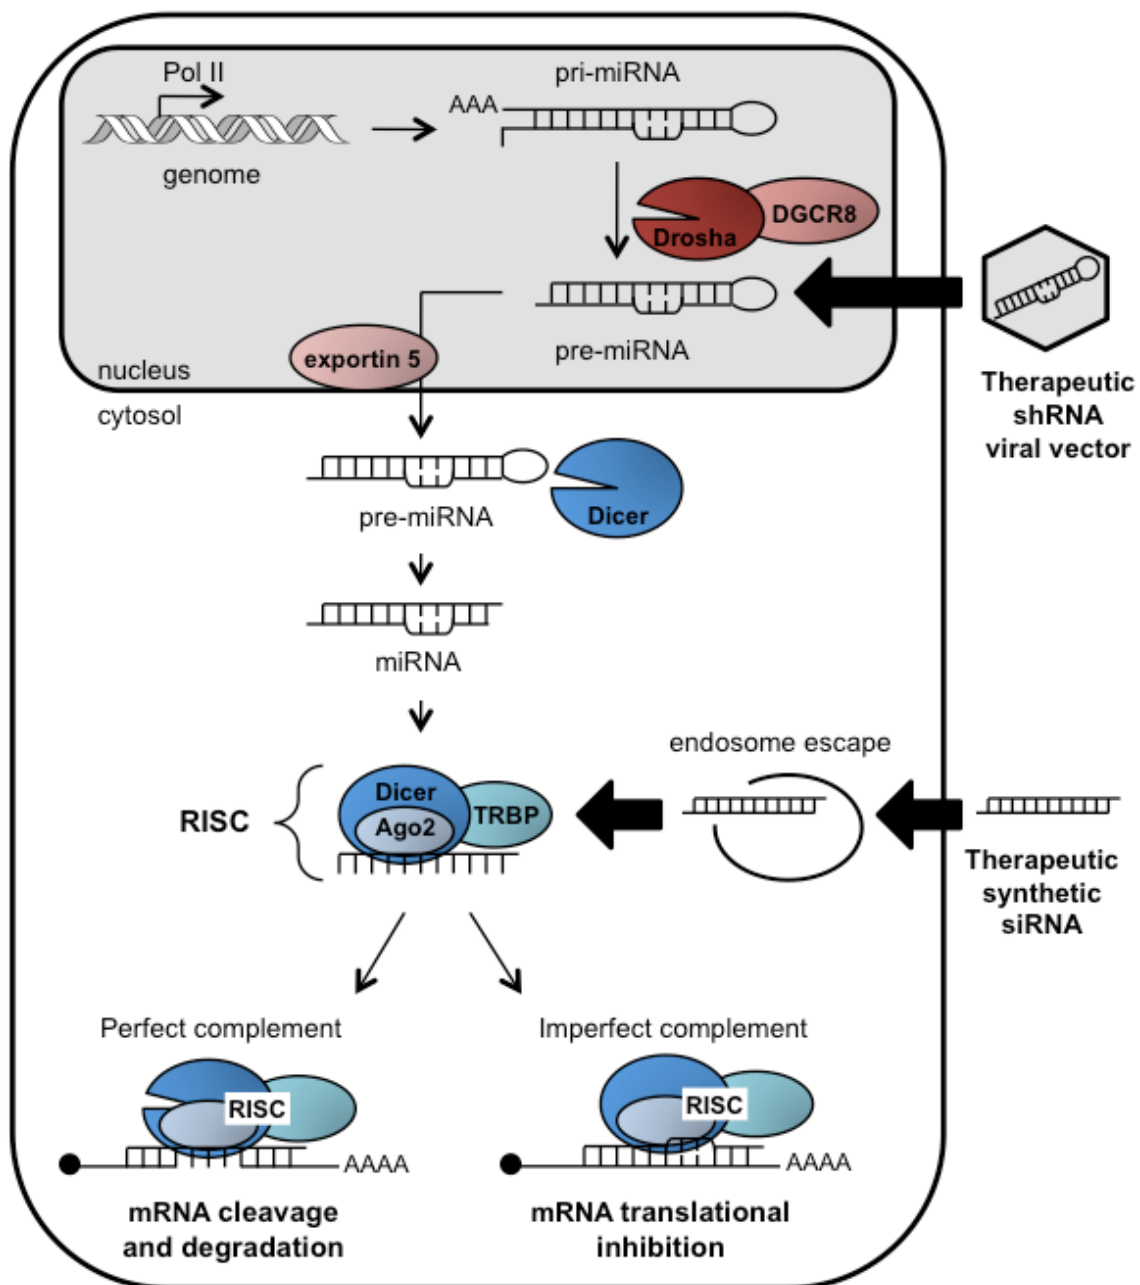 Pol II
pri-miRNA
AAA
genome
Drosha
DGCR8
pre-miRNA
exportin 5
nucleus
cytosol
Therapeutic
shRNA
viral vector
pre-miRNA
Dicer
miRNA
endosome escape
RISC
Dicer
Ago2
TRBP
Therapeutic
synthetic
siRNA
Perfect complement
Imperfect complement
RISC
RISC
AAAA
AAAA
mRNA cleavage
and degradation
mRNA translational
inhibition